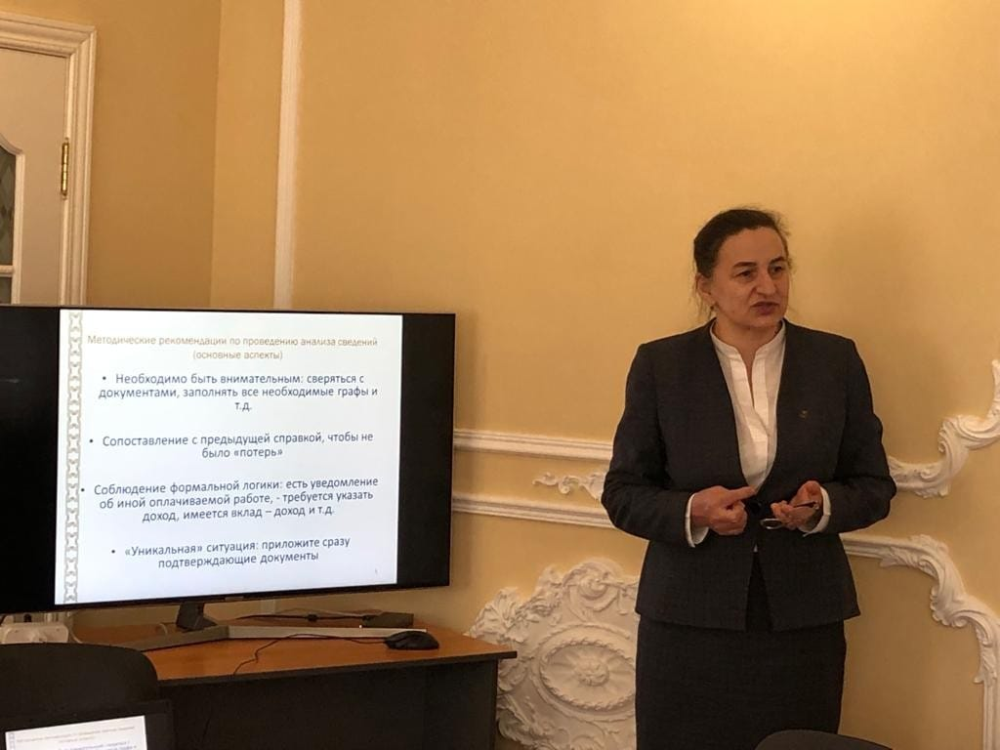 Методические рекомендации по проведению анализа сведений
(основные аспекты)
• Необходимо быть внимательным: сверяться с
документами, заполнять все необходимые графы и
т.д.
• Сопоставление с предыдущей справкой, чтобы не
было «потерь»
• Соблюдение формальной логики: есть уведомление
об иной оплачиваемой работе, - требуется указать
доход, имеется вклад – доход и т.д.
• «Уникальная» ситуация: приложите сразу
подтверждающие документы